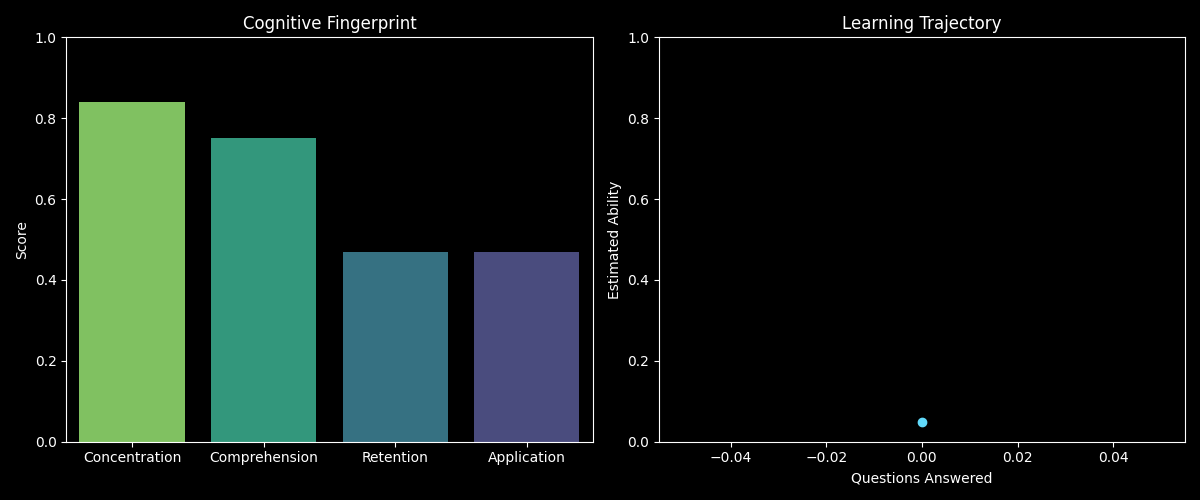 Cognitive Fingerprint
1.0
0.8
0.6
0.4
0.2
0.0
Score
Concentration
Comprehension
Retention
Application
Learning Trajectory
1.0
0.8
0.6
0.4
0.2
0.0
Estimated Ability
−0.04
−0.02
0.00
0.02
0.04
Questions Answered